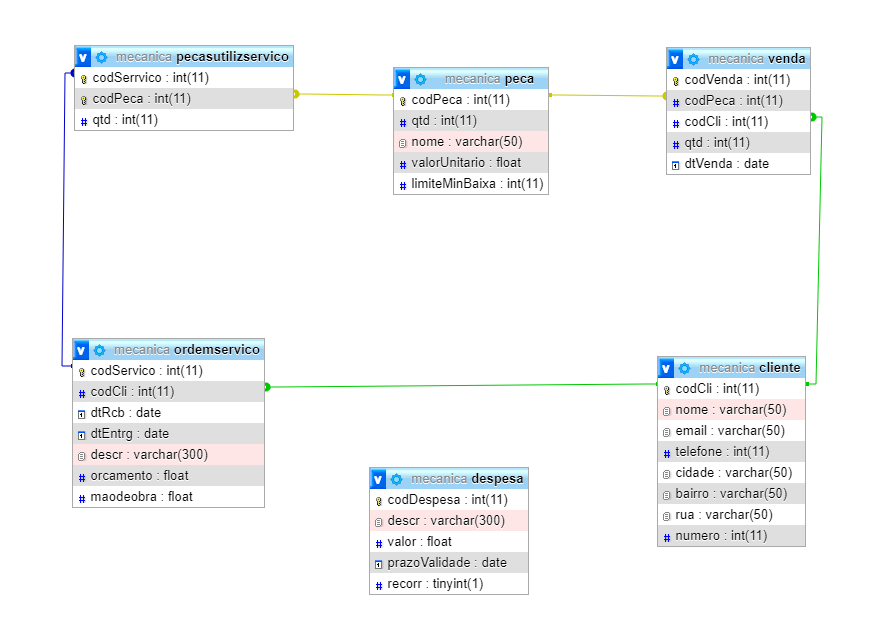 mecanica pecasutilizservico
codSerrvico : int(11)
codPeca : int(11)
qtd : int(11)
mecanica peca
codPeca : int(11)
qtd : int(11)
nome : varchar(50)
valorUnitario : float
limiteMinBaixa : int(11)
mecanica venda
codVenda : int(11)
codPeca : int(11)
codCli : int(11)
qtd : int(11)
dtVenda : date
mecanica ordemservico
codServico : int(11)
codCli : int(11)
dtRcb : date
dtEntrg : date
descr : varchar(300)
orcamento : float
maodeobra : float
mecanica despesa
codDespesa : int(11)
descr : varchar(300)
valor : float
prazoValidade : date
recorr : tinyint(1)
mecanica cliente
codCli : int(11)
nome : varchar(50)
email : varchar(50)
telefone : int(11)
cidade : varchar(50)
bairro : varchar(50)
rua : varchar(50)
numero : int(11)